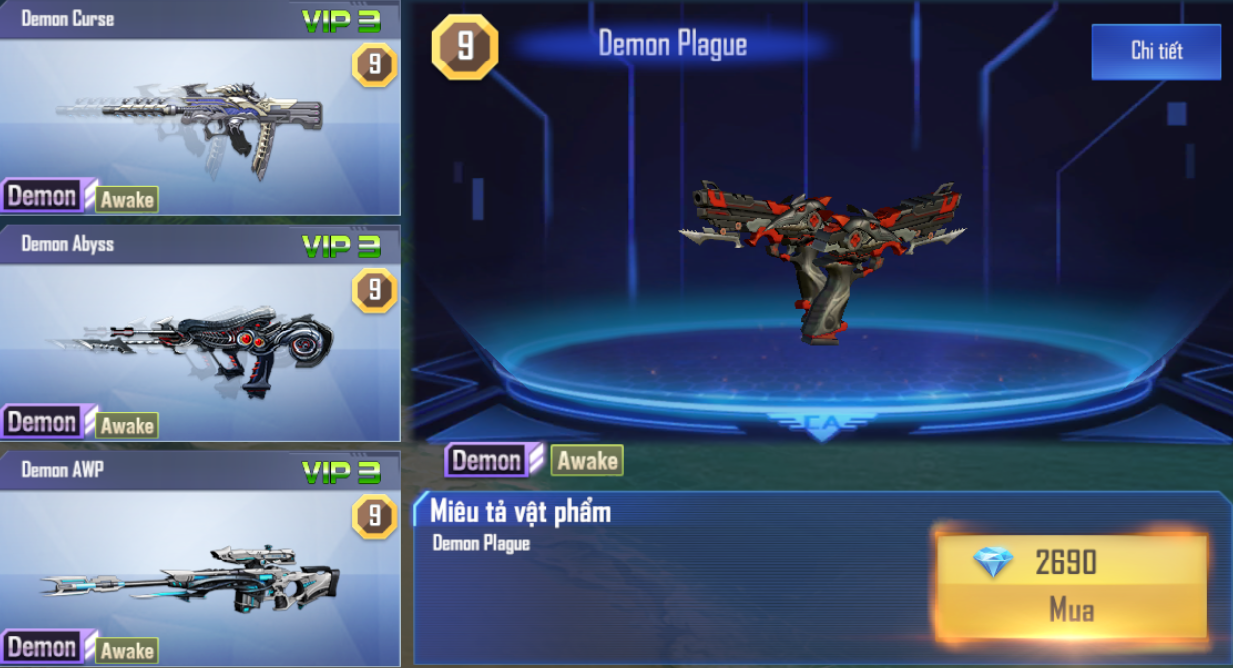 Demon Curse
VIP 3
9
Demon
Awake
Demon Abyss
VIP 3
9
Demon
Awake
Demon AWP
VIP 3
9
Demon
Awake
9
Demon Plague
Chi tiết
CA
Demon
Awake
Miêu tả vật phẩm
Demon Plague
2690
Mua